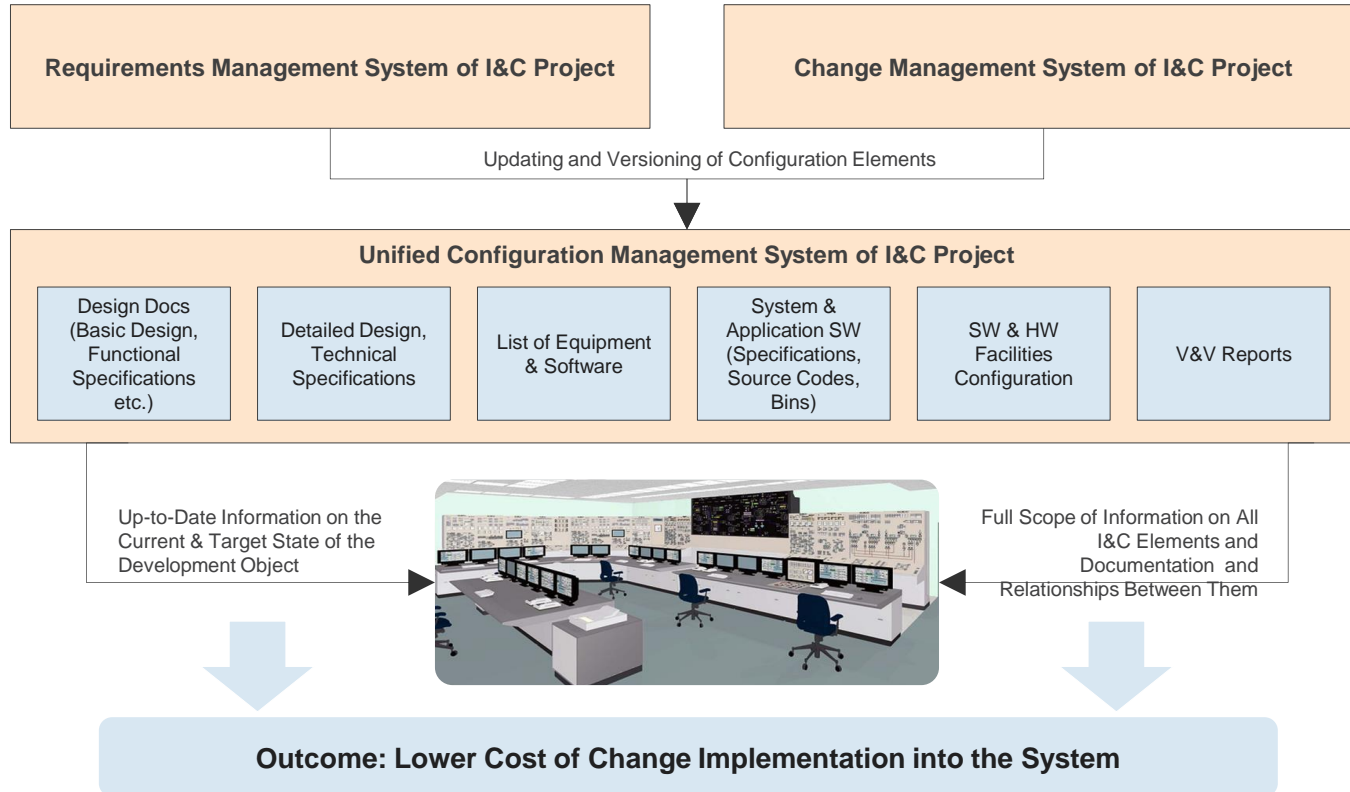 Requirements Management System of I&C Project
Change Management System of I&C Project
Updating and Versioning of Configuration Elements
Unified Configuration Management System of I&C Project
Design Docs
(Basic Design,
Functional
Specifications
etc.)
Detailed Design,
Technical
Specifications
List of Equipment
& Software
System &
Application SW
(Specifications,
Source Codes,
Bins)
SW & HW
Facilities
Configuration
V&V Reports
Up-to-Date Information on the
Current & Target State of the
Development Object
Full Scope of Information on All
I&C Elements and
Documentation and
Relationships Between Them
Outcome: Lower Cost of Change Implementation into the System